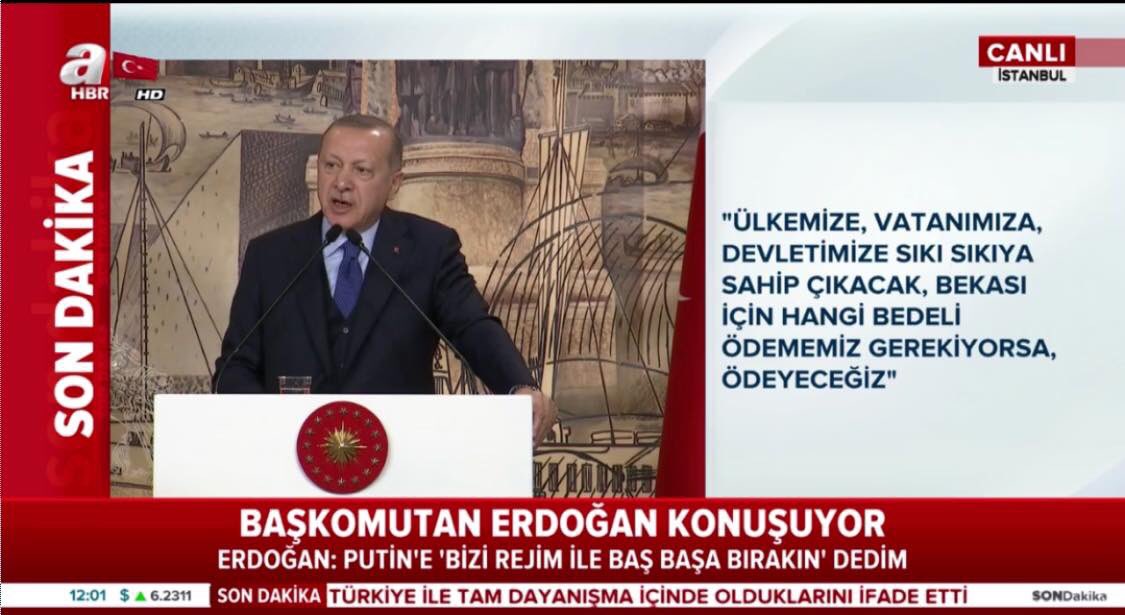 a
HBR
HD
SON DAKİKA
CANLI
İSTANBUL
"ÜLKEMİZE, VATANIMIZA,
DEVLETİMİZE SIKI SIKIYA
SAHİP ÇIKACAK, BEKASI
İÇİN HANGİ BEDELİ
ÖDEMEMİZ GEREKİYORSA,
ÖDEYECEĞİZ"
BAŞKOMUTAN ERDOĞAN KONUŞUYOR
ERDOĞAN: PUTİN'E 'BİZİ REJİM İLE BAŞ BAŞA BIRAKIN' DEDİM
12:01 $ ▲ 6.2311 SON DAKİKA TÜRKİYE İLE TAM DAYANIŞMA İÇİNDE OLDUKLARINI İFADE ETTİ SONDakika